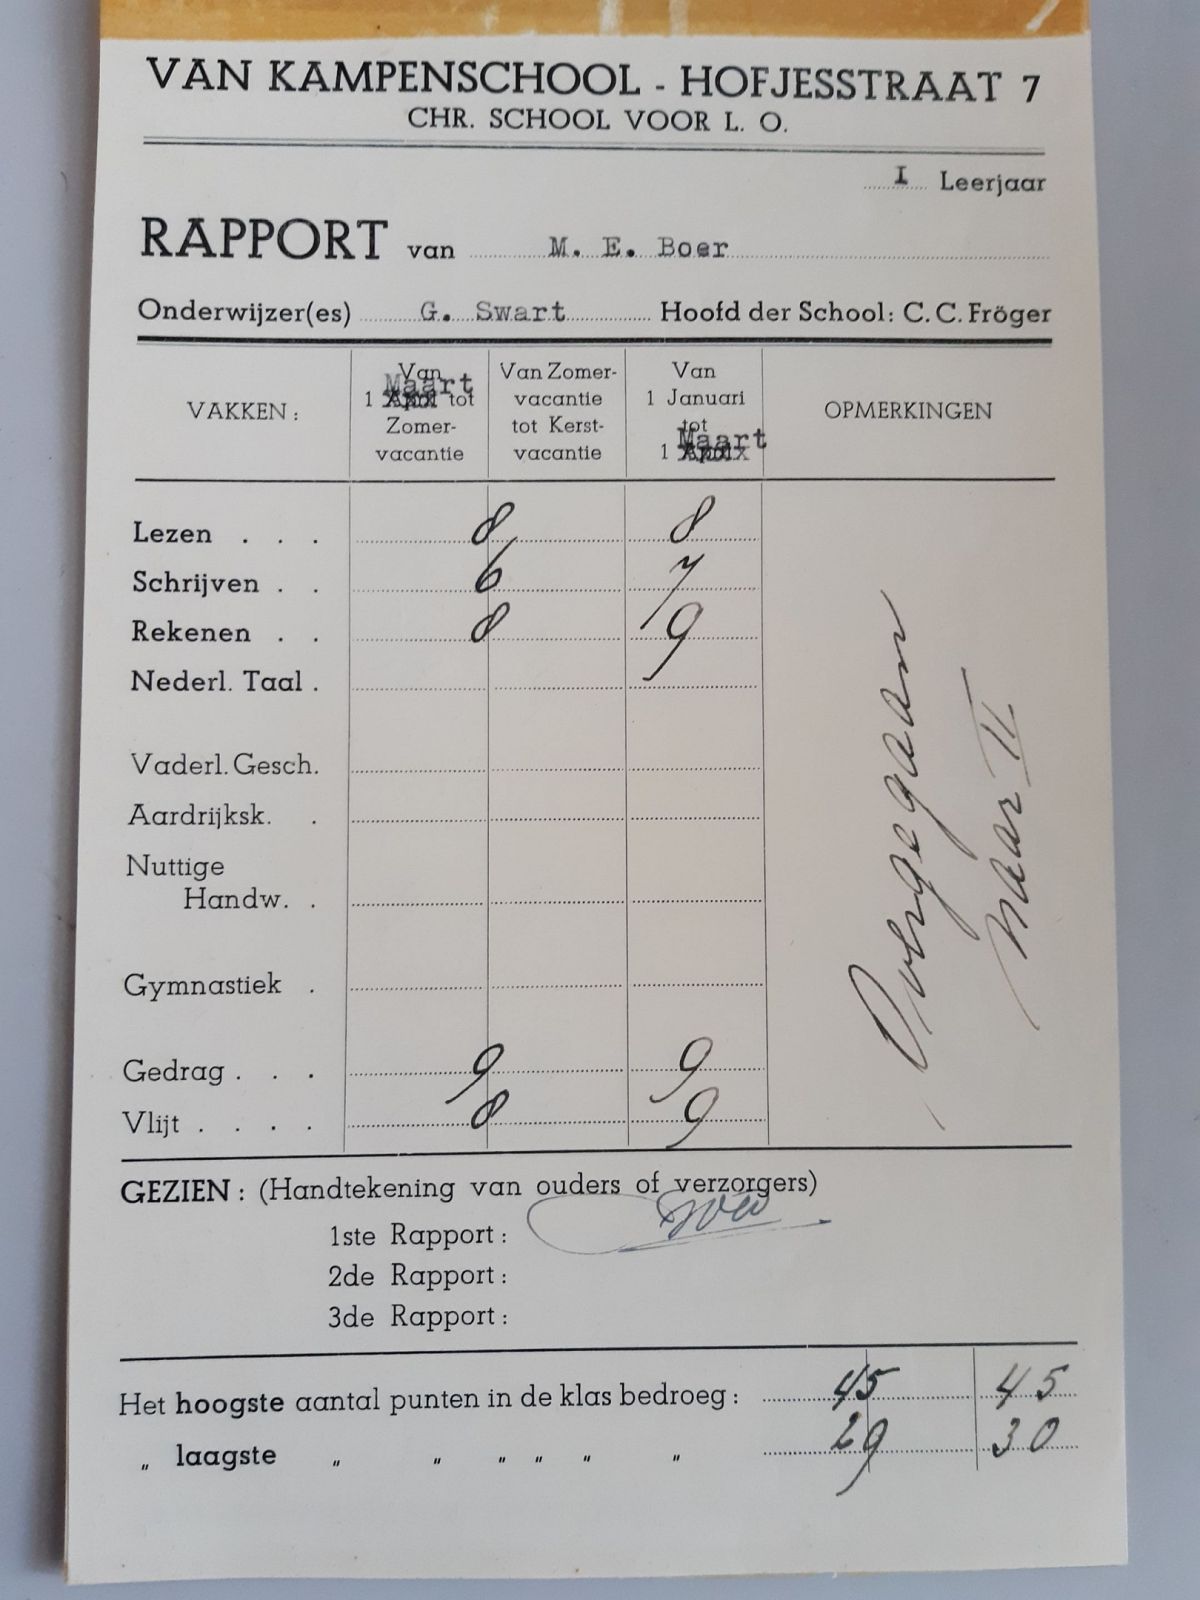 VAN KAMPENSCHOOL - HOFJESSTRAAT 7
CHR. SCHOOL VOOR L. O.
I Leerjaar
RAPPORT van M. E. Boer
Onderwijzer(es) G. Swart Hoofd der School: C. C. Fröger
VAKKEN:
Van
1 Maart tot
Zomer-
vacantie
Van Zomer-
vacantie
tot Kerst-
vacantie
Van
1 Januari
tot
1 Maart
OPMERKINGEN
Lezen . . . 8 8
Schrijven . . 6 7
Rekenen . . 8 9
Nederl. Taal .
Vaderl. Gesch.
Aardrijksk. .
Nuttige
Handw. .
Gymnastiek .
Gedrag . . . 9 9
Vlijt . . . . 8 9
Overgegaan
naar II
GEZIEN: (Handtekening van ouders of verzorgers)
1ste Rapport: Boer
2de Rapport:
3de Rapport:
Het hoogste aantal punten in de klas bedroeg: 45 45
„ laagste „ „ „ „ „ „ 29 30